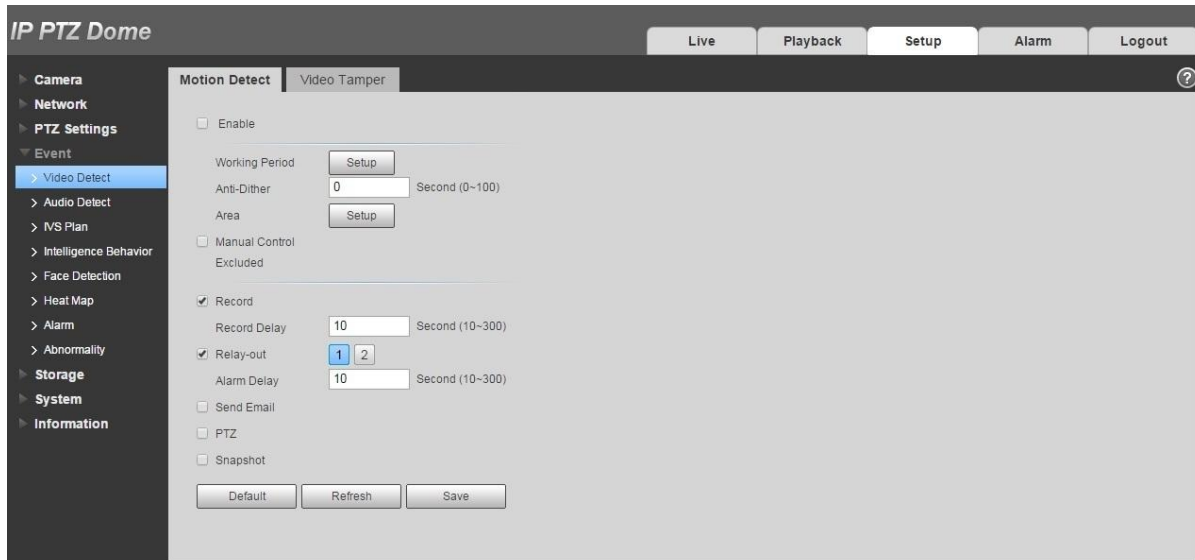 IP PTZ Dome
Live Playback Setup Alarm Logout
Camera
Network
PTZ Settings
Event
Video Detect
Audio Detect
IVS Plan
Intelligence Behavior
Face Detection
Heat Map
Alarm
Abnormality
Storage
System
Information
Motion Detect Video Tamper
?
Enable
Working Period Setup
Anti-Dither 0 Second (0~100)
Area Setup
Manual Control
Excluded
Record
Record Delay 10 Second (10~300)
Relay-out 1 2
Alarm Delay 10 Second (10~300)
Send Email
PTZ
Snapshot
Default Refresh Save